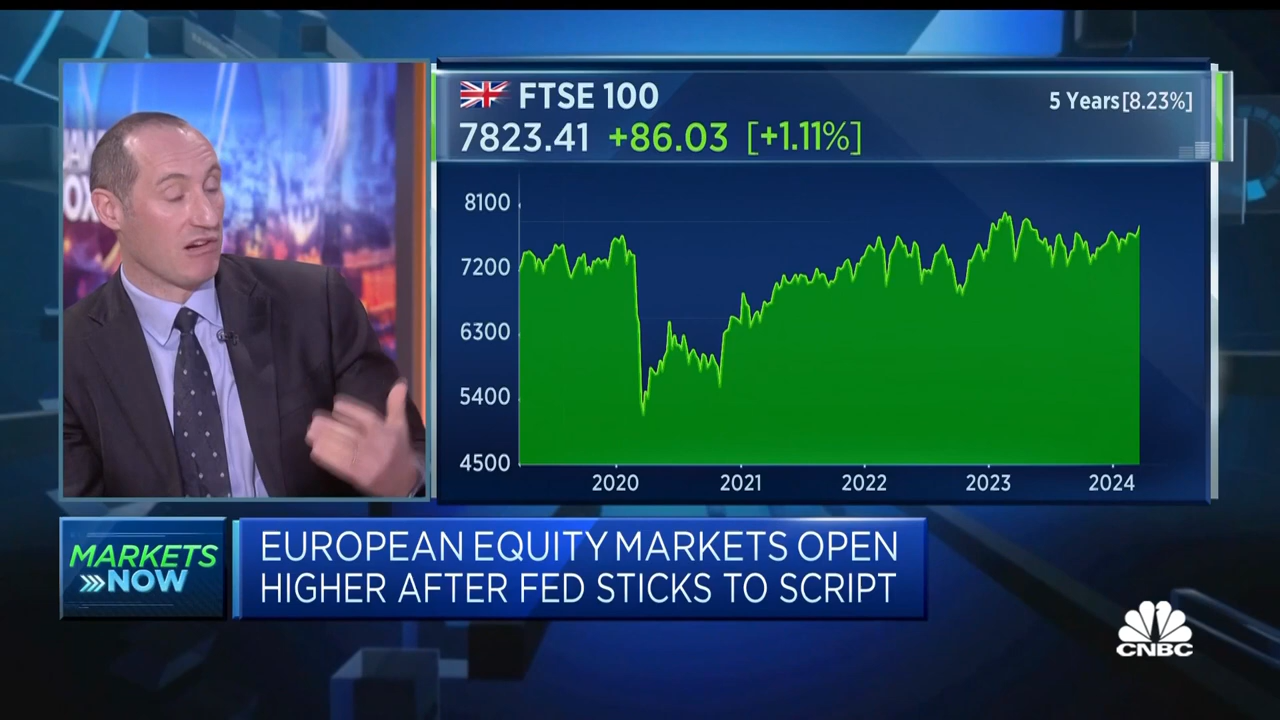 FTSE 100
5 Years[8.23%]
7823.41 +86.03 [+1.11%]
8100
7200
6300
5400
4500
2020 2021 2022 2023 2024
MARKETS
NOW
EUROPEAN EQUITY MARKETS OPEN
HIGHER AFTER FED STICKS TO SCRIPT
CNBC